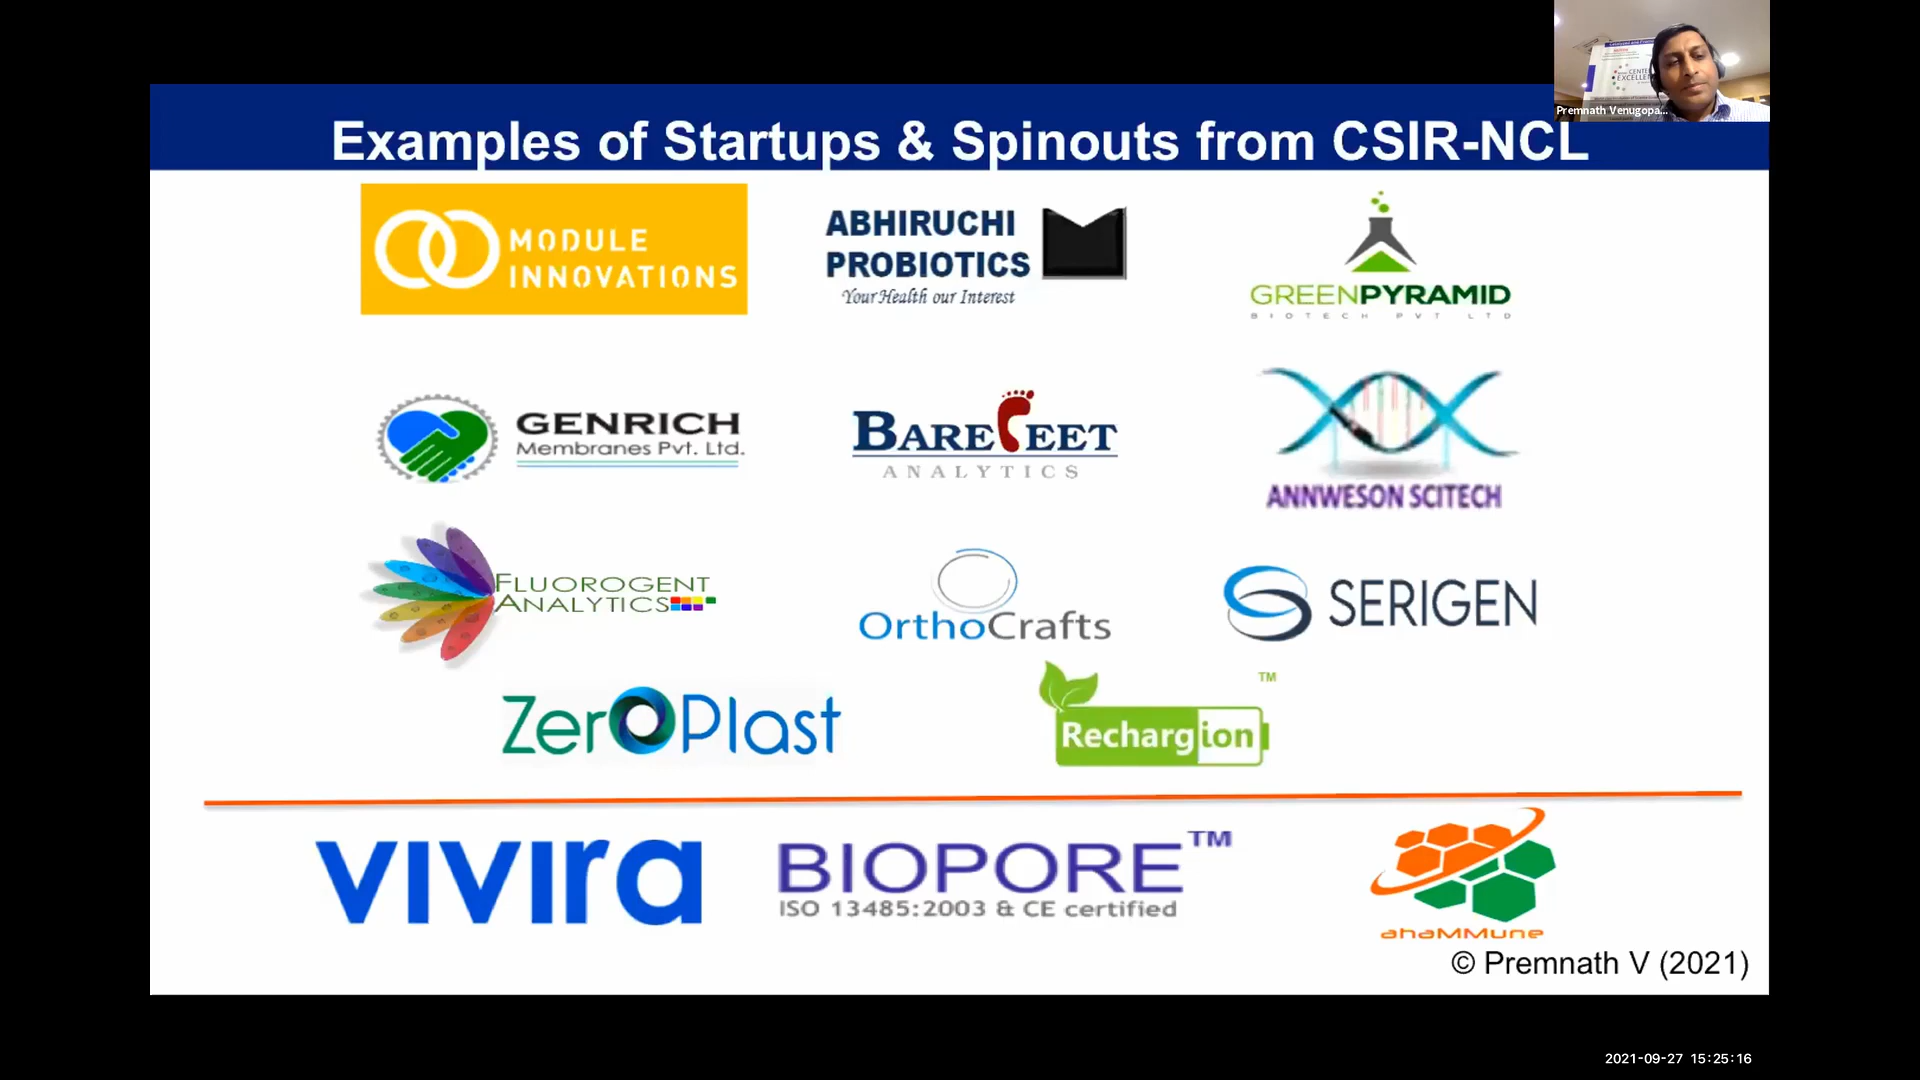 Premnath Venugopa...
CENTE
EXCELLE
Examples of Startups & Spinouts from CSIR-NCL
MODULE
INNOVATIONS
ABHIRUCHI
PROBIOTICS
Your Health our Interest
GREENPYRAMID
BIOTECH PVT LTD
GENRICH
Membranes Pvt. Ltd.
BAREFEET
ANALYTICS
ANNWESON SCITECH
FLUOROGENT
ANALYTICS
OrthoCrafts
SERIGEN
ZerOPlast
TM
Rechargion
vivira
BIOPORE™
ISO 13485:2003 & CE certified
ahaMMune
© Premnath V (2021)
2021-09-27 15:25:16